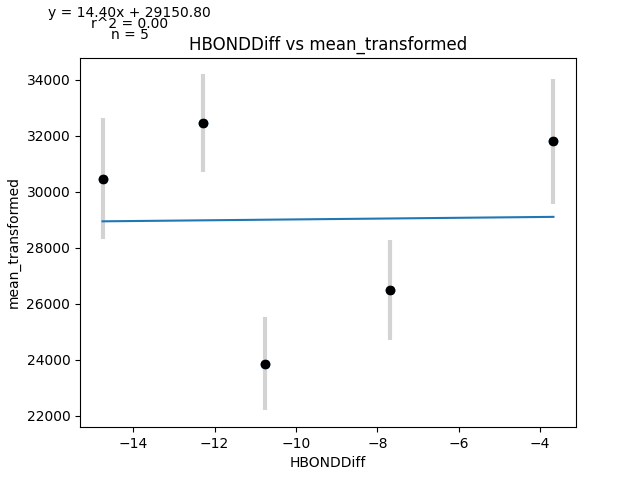 y = 14.40x + 29150.80
r^2 = 0.00
n = 5
HBONDDiff vs mean_transformed
34000
32000
30000
28000
26000
24000
22000
mean_transformed
−14
−12
−10
−8
−6
−4
HBONDDiff